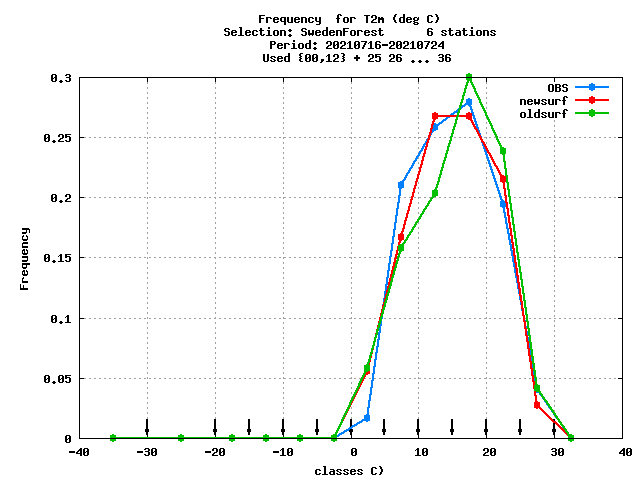 Frequency  for T2m (deg C)
Selection: SwedenForest      6 stations
Period: 20210716-20210724
Used {00,12} + 25 26 ... 36
OBS
newsurf
oldsurf
0.3
0.25
0.2
0.15
0.1
0.05
0
Frequency
-40 -30 -20 -10 0 10 20 30 40
classes C)